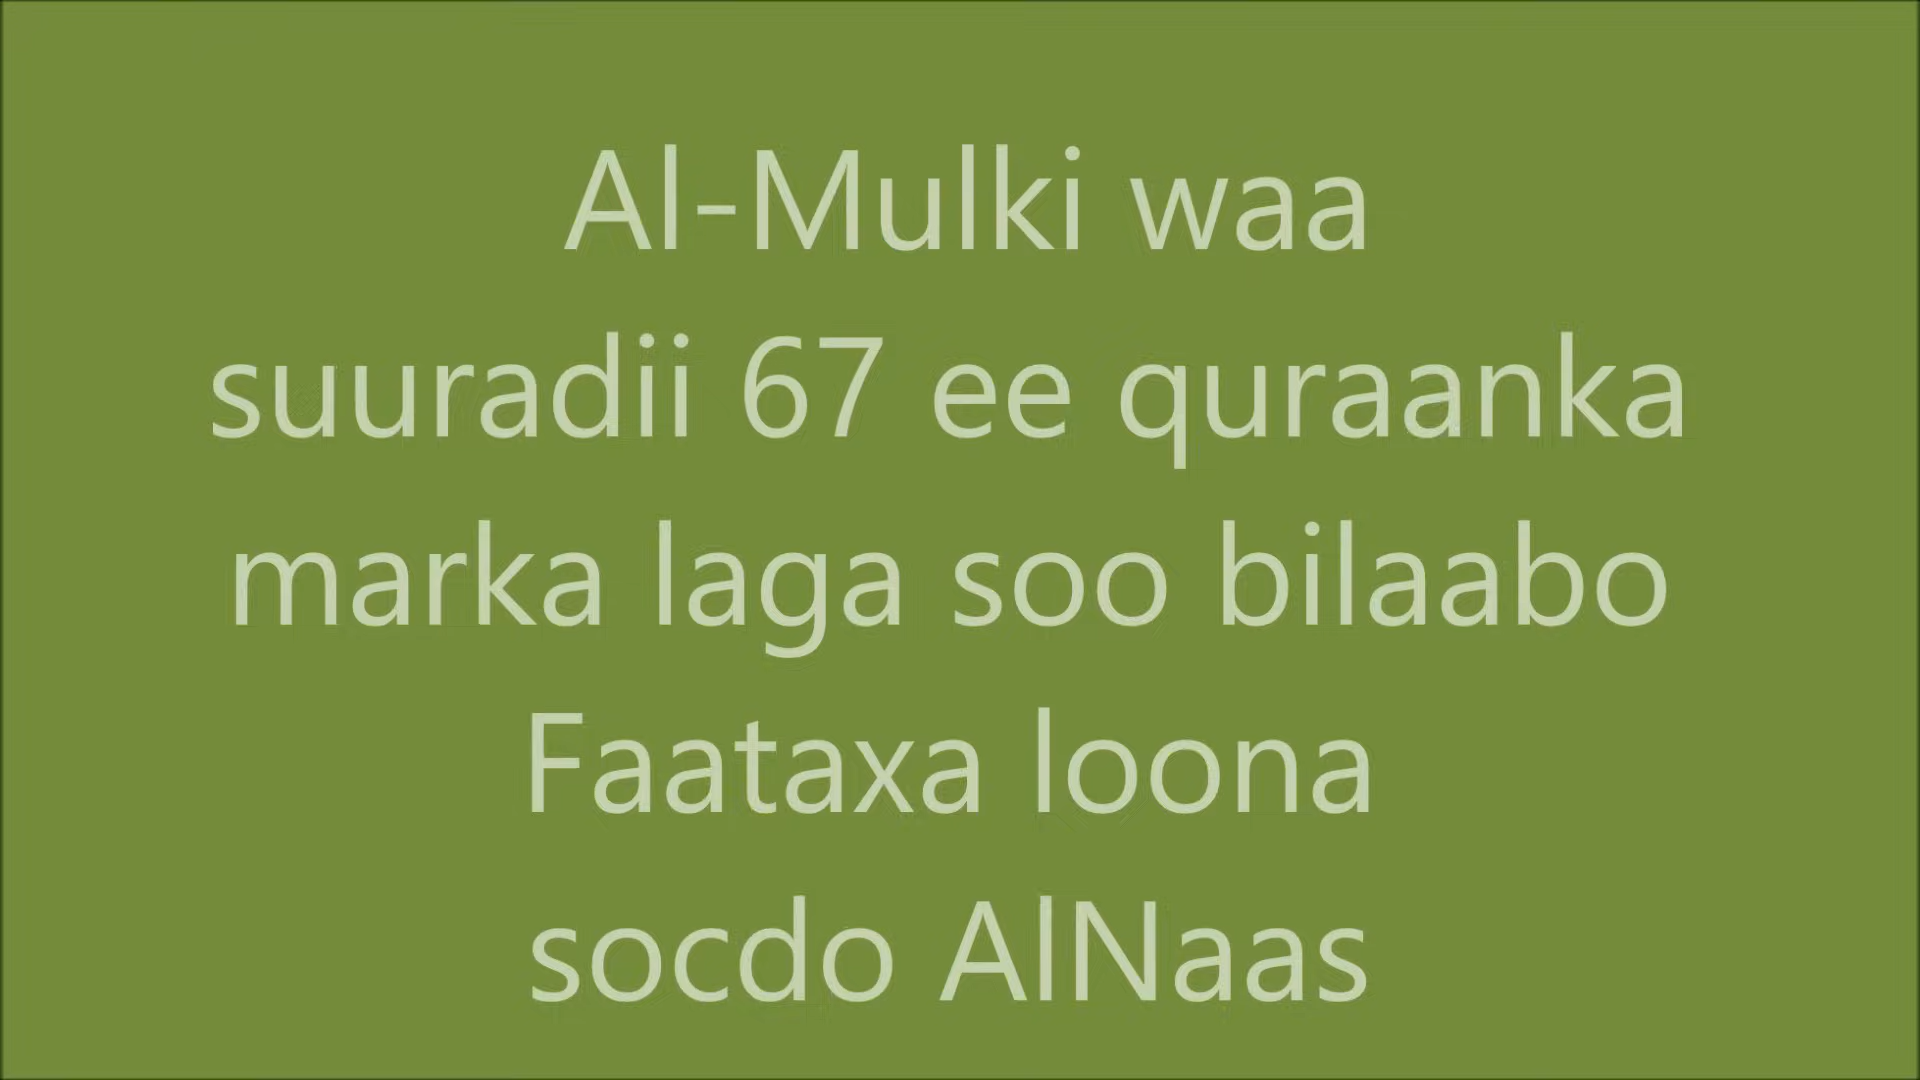 Al-Mulki waa
suuradii 67 ee quraanka
marka laga soo bilaabo
Faataxa loona
socdo AlNaas